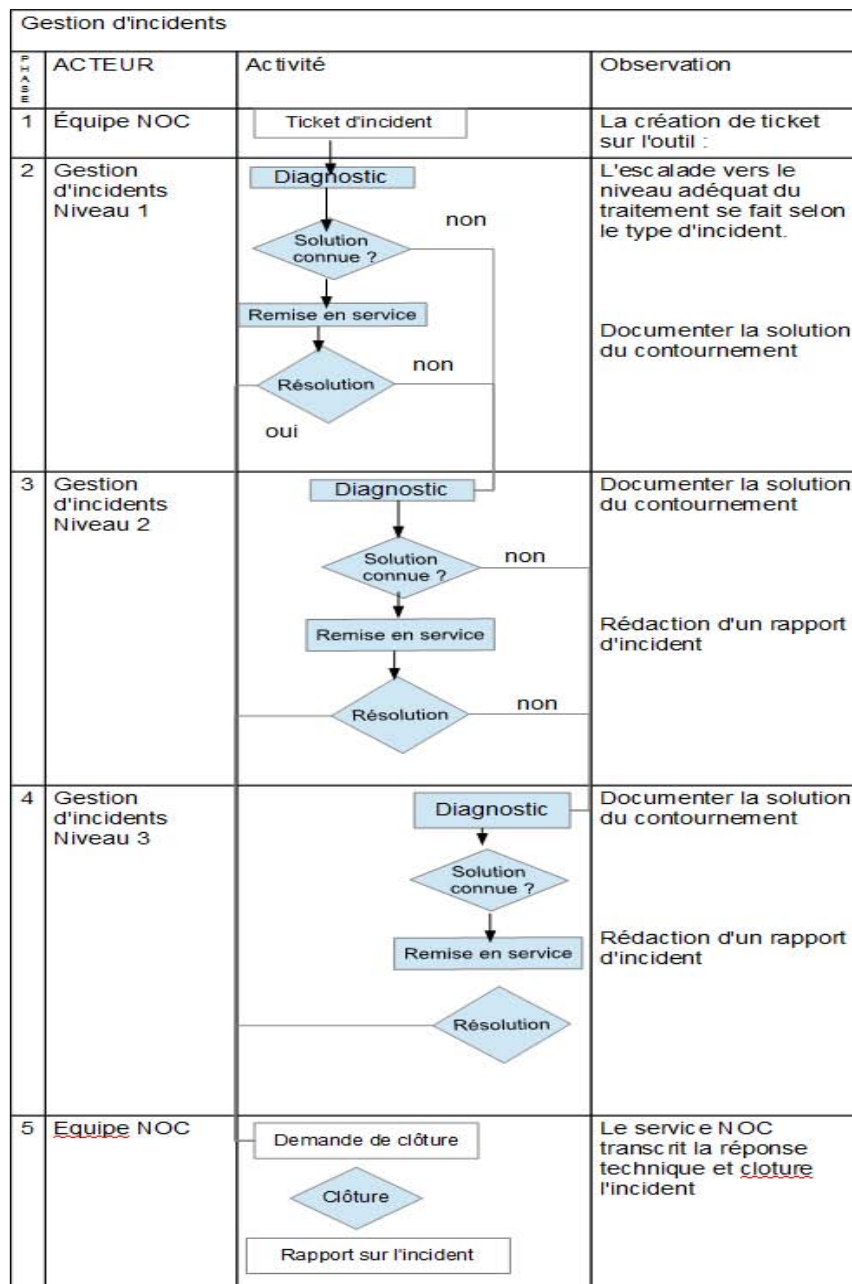 Gestion d'incidents
PHASE
ACTEUR
Activité
Observation
1
Équipe NOC
Ticket d'incident
La création de ticket
sur l'outil :
2
Gestion
d'incidents
Niveau 1
Diagnostic
non
Solution
connue ?
Remise en service
Résolution
non
oui
L'escalade vers le
niveau adéquat du
traitement se fait selon
le type d'incident.
Documenter la solution
du contournement
3
Gestion
d'incidents
Niveau 2
Diagnostic
Solution
connue ?
non
Remise en service
Résolution
non
Documenter la solution
du contournement
Rédaction d'un rapport
d'incident
4
Gestion
d'incidents
Niveau 3
Diagnostic
Solution
connue ?
Remise en service
Résolution
Documenter la solution
du contournement
Rédaction d'un rapport
d'incident
5
Equipe NOC
Demande de clôture
Clôture
Rapport sur l'incident
Le service NOC
transcrit la réponse
technique et cloture
l'incident